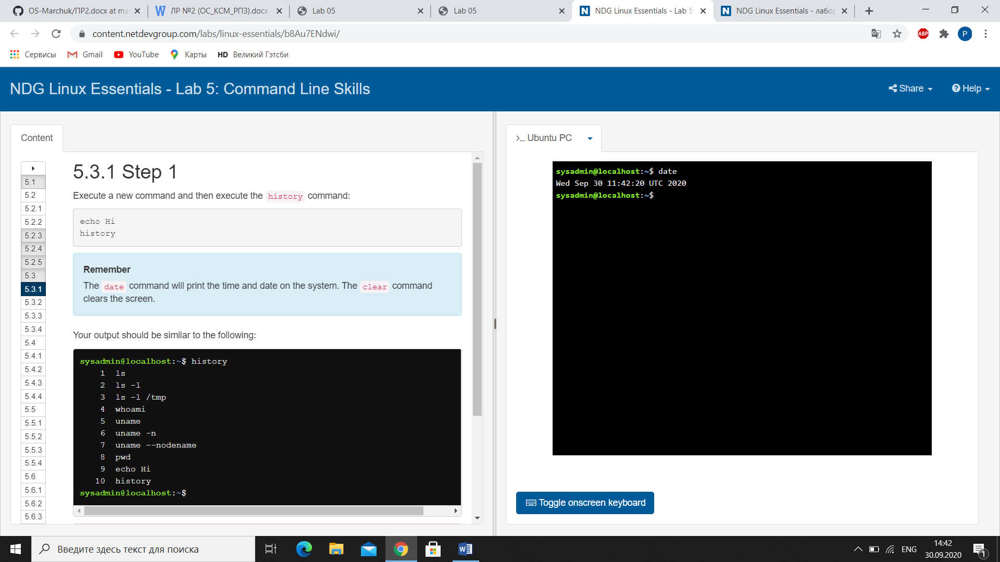 OS-Marchuk/ПР2.docx at ma
ЛР №2 (ОС_КСМ_РПЗ).docx
Lab 05
Lab 05
NDG Linux Essentials - Lab 5:
NDG Linux Essentials - лабор
content.netdevgroup.com/labs/linux-essentials/b8Au7ENdwi/
ABP
P
Сервисы
Gmail
YouTube
Карты
HD Великий Гэтсби
NDG Linux Essentials - Lab 5: Command Line Skills
Share
Help
Content
5.1
5.2
5.2.1
5.2.2
5.2.3
5.2.4
5.2.5
5.3
5.3.1
5.3.2
5.3.3
5.3.4
5.4
5.4.1
5.4.2
5.4.3
5.4.4
5.5
5.5.1
5.5.2
5.5.3
5.5.4
5.6
5.6.1
5.6.2
5.6.3
5.3.1 Step 1
Execute a new command and then execute the history command:
echo Hi
history
Remember
The date command will print the time and date on the system. The clear command
clears the screen.
Your output should be similar to the following:
sysadmin@localhost:~$ history
1 ls
2 ls -l
3 ls -l /tmp
4 whoami
5 uname
6 uname -n
7 uname --nodename
8 pwd
9 echo Hi
10 history
sysadmin@localhost:~$
>_ Ubuntu PC
sysadmin@localhost:~$ date
Wed Sep 30 11:42:20 UTC 2020
sysadmin@localhost:~$
Toggle onscreen keyboard
Введите здесь текст для поиска
ENG
14:42
30.09.2020
1